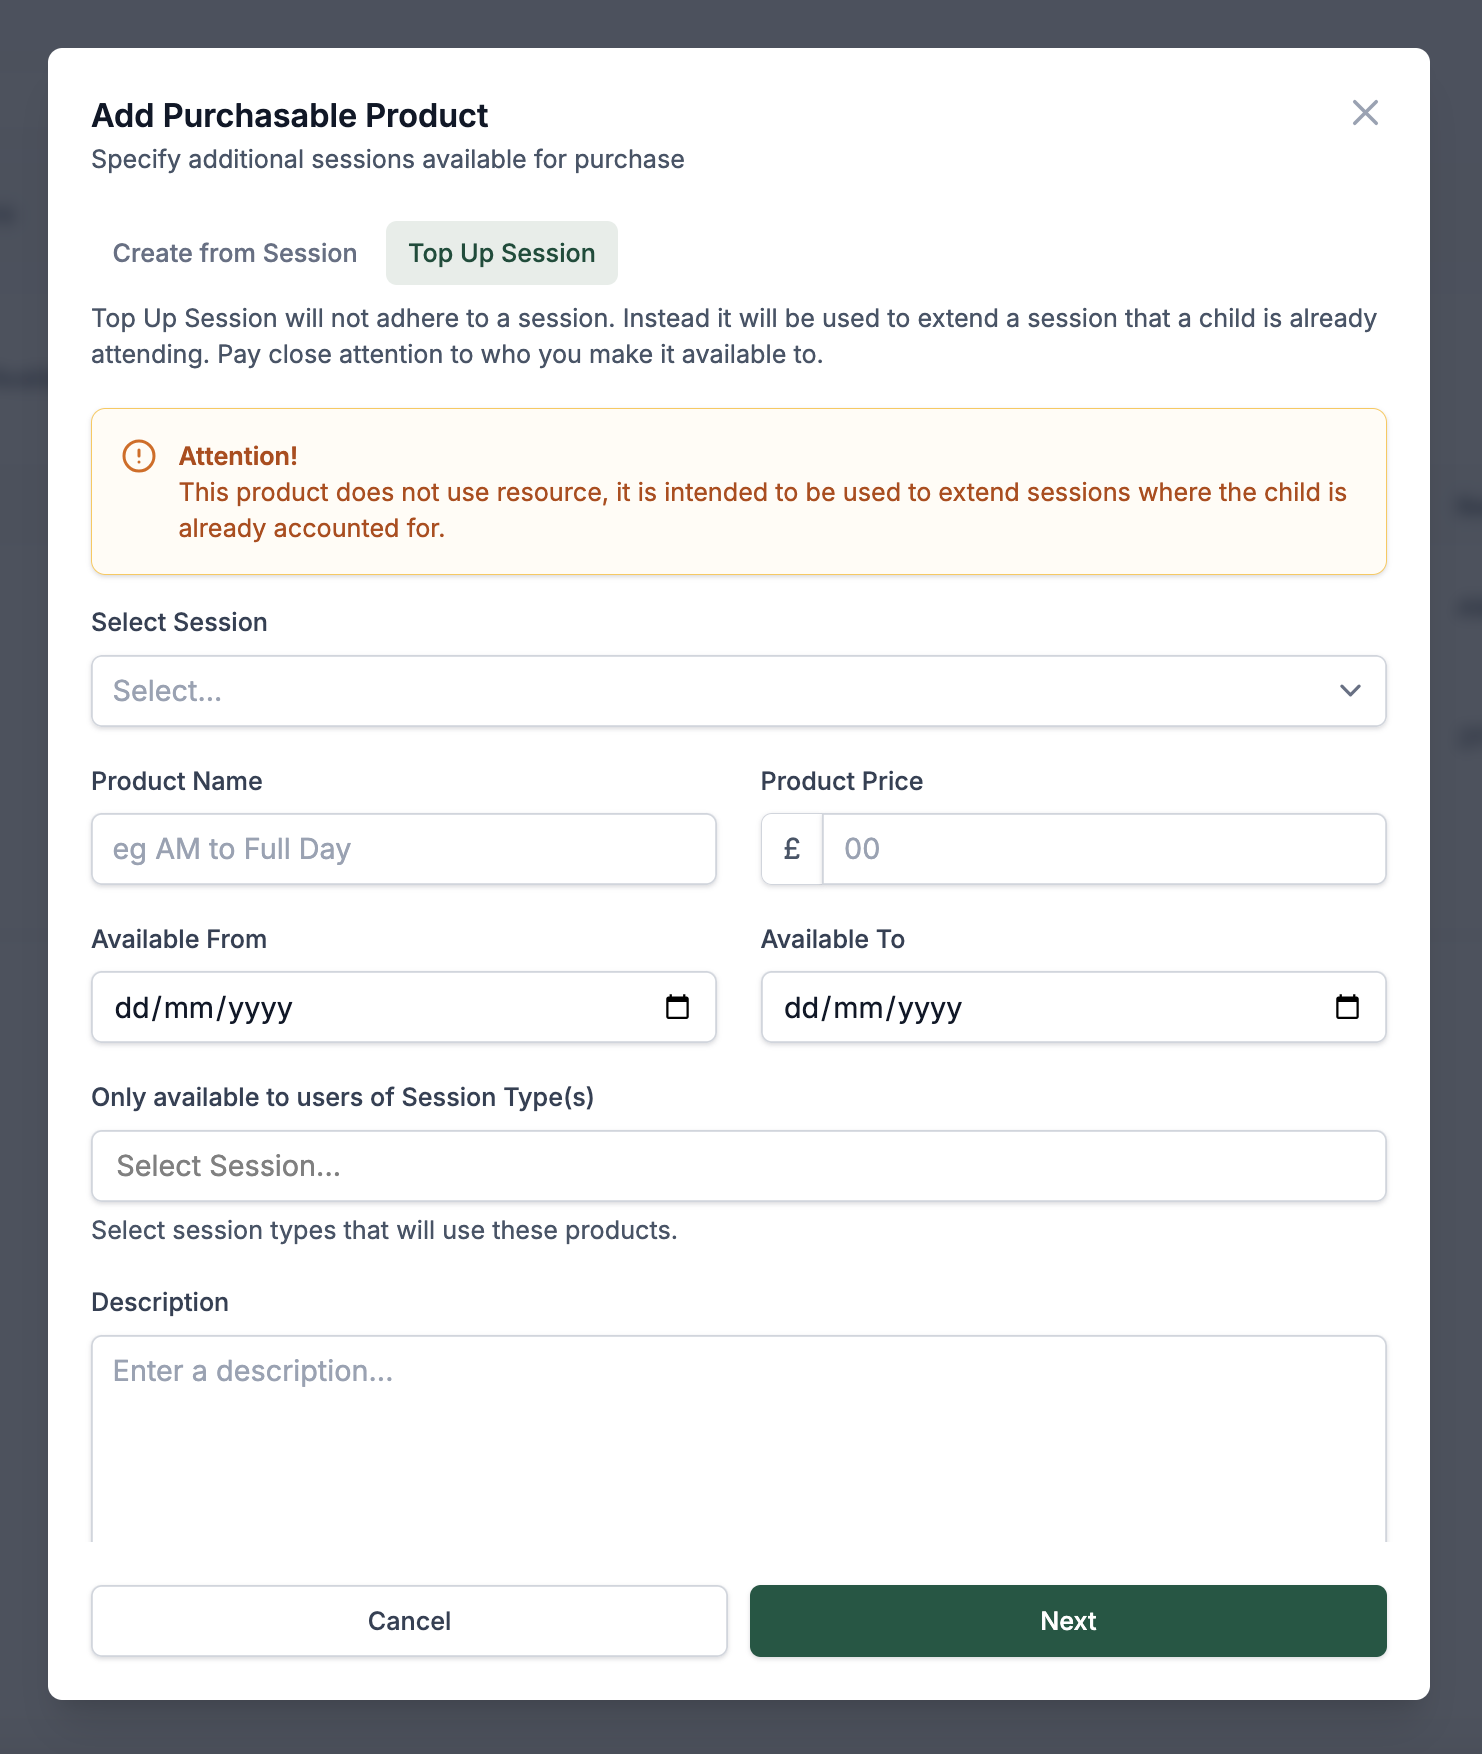 Add Purchasable Product
Specify additional sessions available for purchase
Create from Session
Top Up Session
Top Up Session will not adhere to a session. Instead it will be used to extend a session that a child is already
attending. Pay close attention to who you make it available to.
Attention!
This product does not use resource, it is intended to be used to extend sessions where the child is
already accounted for.
Select Session
Select...
Product Name
Product Price
eg AM to Full Day
£
00
Available From
Available To
dd/mm/yyyy
dd/mm/yyyy
Only available to users of Session Type(s)
Select Session...
Select session types that will use these products.
Description
Enter a description...
Cancel
Next